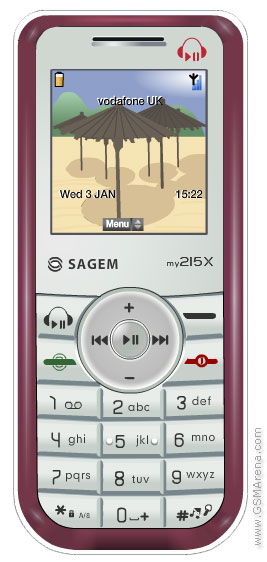 vodafone UK
Wed 3 JAN 15:22
Menu
SAGEM my215X
+
−
1 2 abc 3 def
4 ghi 5 jkl 6 mno
7 pqrs 8 tuv 9 wxyz
* A/S 0 + #
www.GSMArena.com